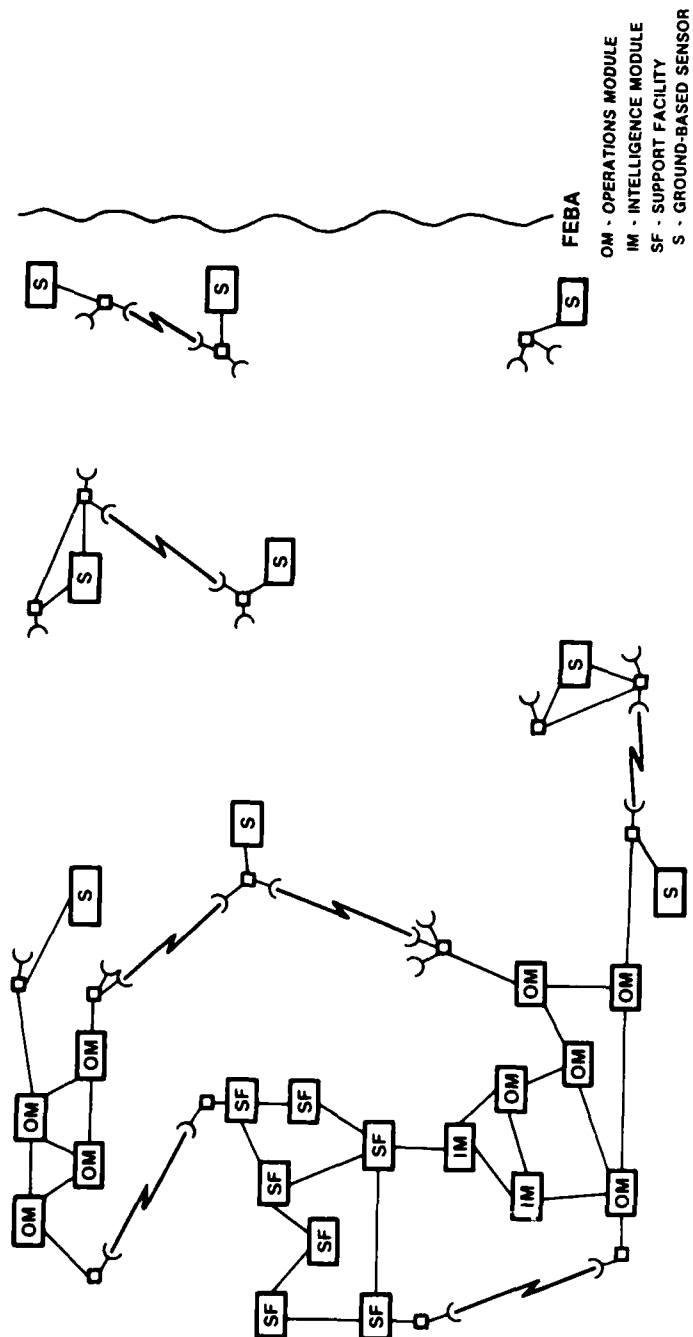 S
S
S
FEBA
OM - OPERATIONS MODULE
IM - INTELLIGENCE MODULE
SF - SUPPORT FACILITY
S - GROUND-BASED SENSOR
S
S
S
S
S
S
OM
OM
OM
OM
OM
OM
OM
OM
OM
IM
IM
SF
SF
SF
SF
SF
SF
SF